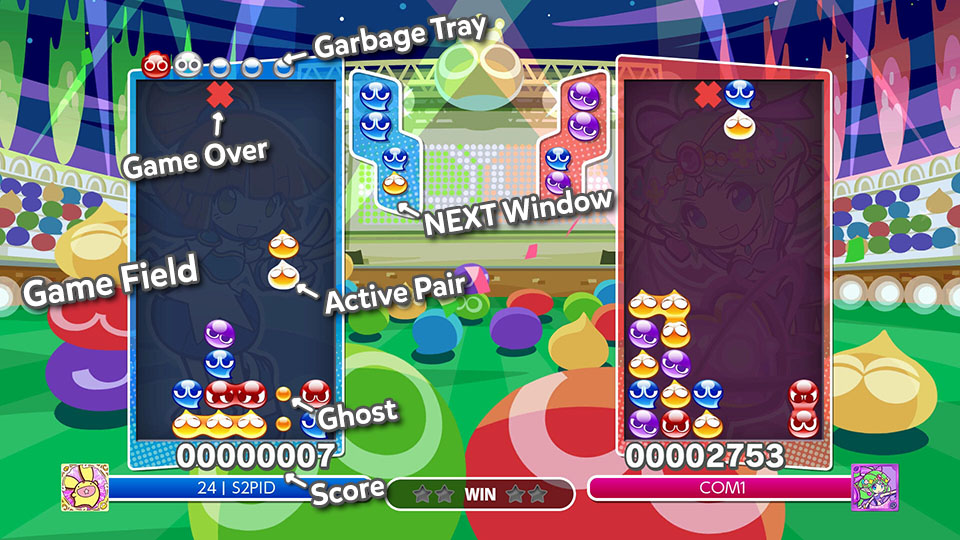 Garbage Tray
Game Over
NEXT Window
Game Field
Active Pair
Ghost
00000007
00002753
Score
24 | S2PID
WIN
COM1